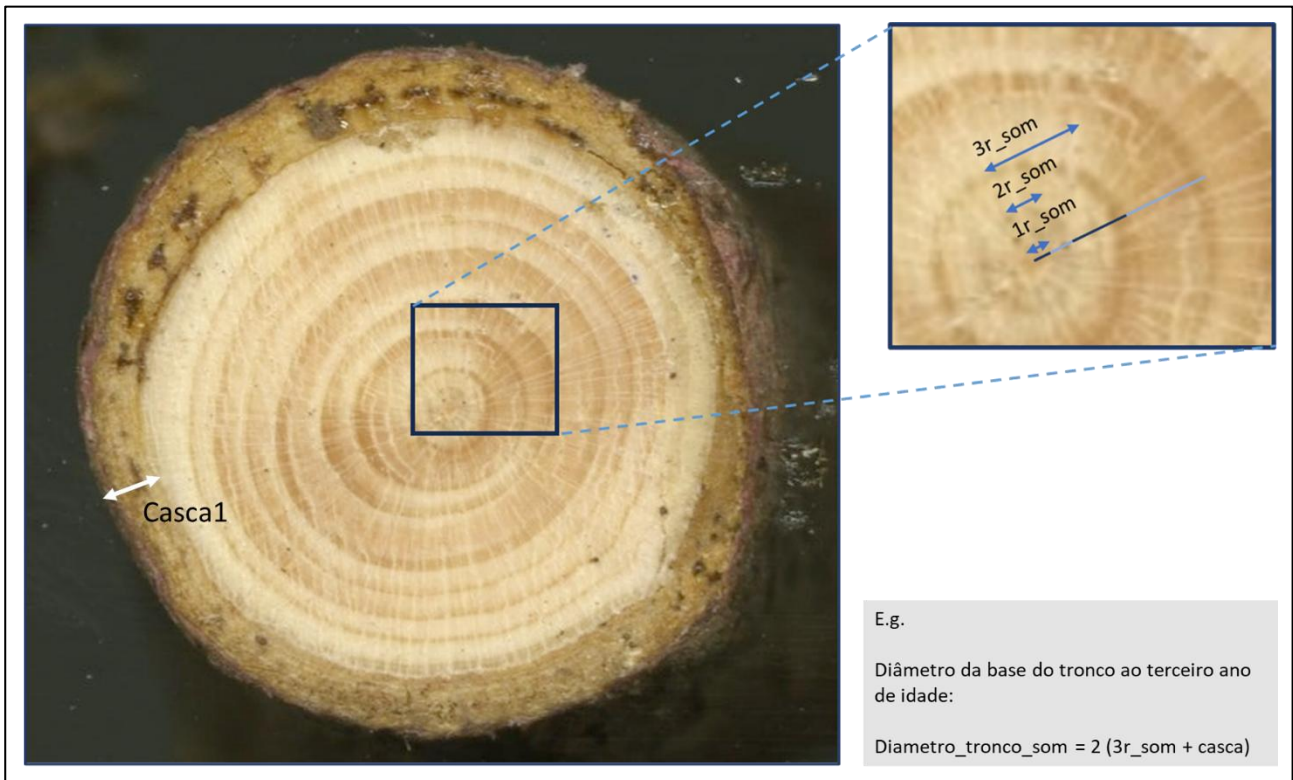 3r_som
2r_som
1r_som
Casca1
E.g.
Diâmetro da base do tronco ao terceiro ano
de idade:
Diametro_tronco_som = 2 (3r_som + casca)